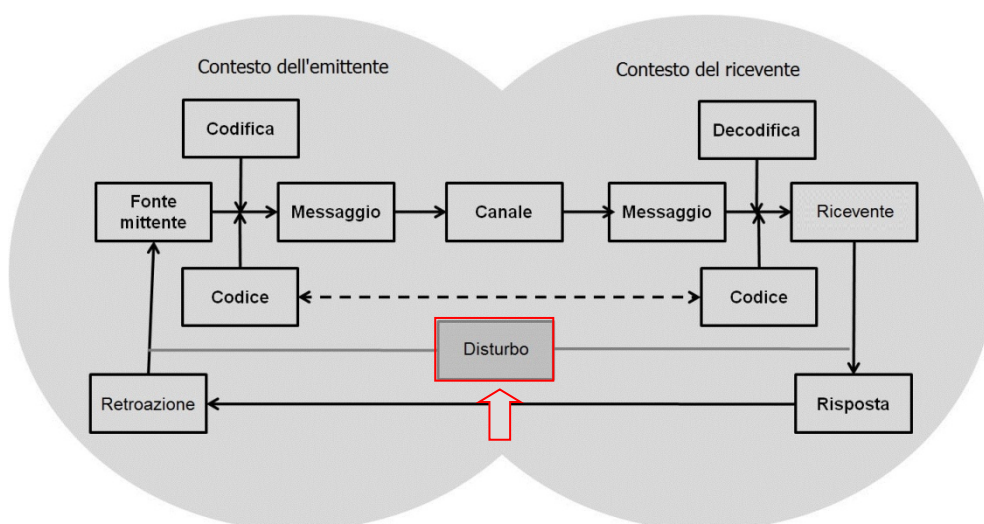 Contesto dell'emittente
Contesto del ricevente
Codifica
Decodifica
Fonte
mittente
Messaggio
Canale
Messaggio
Ricevente
Codice
Codice
Disturbo
Retroazione
Risposta